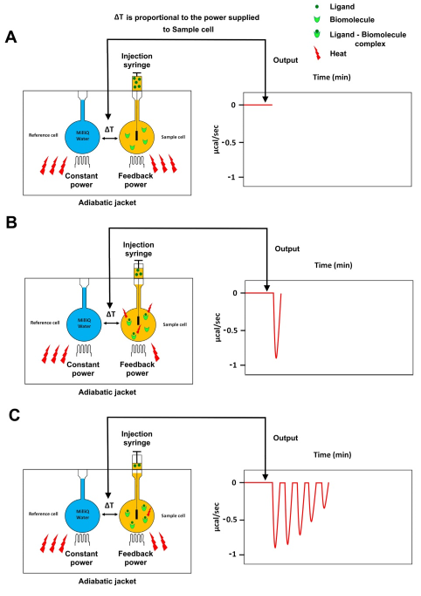 ΔT is proportional to the power supplied
to Sample cell
Ligand
Biomolecule
Ligand - Biomolecule
complex
Heat
A
Injection
syringe
Output
Time (min)
Reference cell
MilliQ
Water
ΔT
Sample cell
Constant
power
Feedback
power
Adiabatic jacket
µcal/sec
0
-0.5
-1
B
Injection
syringe
Output
Time (min)
Reference cell
MilliQ
Water
ΔT
Sample cell
Constant
power
Feedback
power
Adiabatic jacket
µcal/sec
0
-0.5
-1
C
Injection
syringe
Output
Time (min)
Reference cell
MilliQ
Water
ΔT
Sample cell
Constant
power
Feedback
power
Adiabatic jacket
µcal/sec
0
-0.5
-1